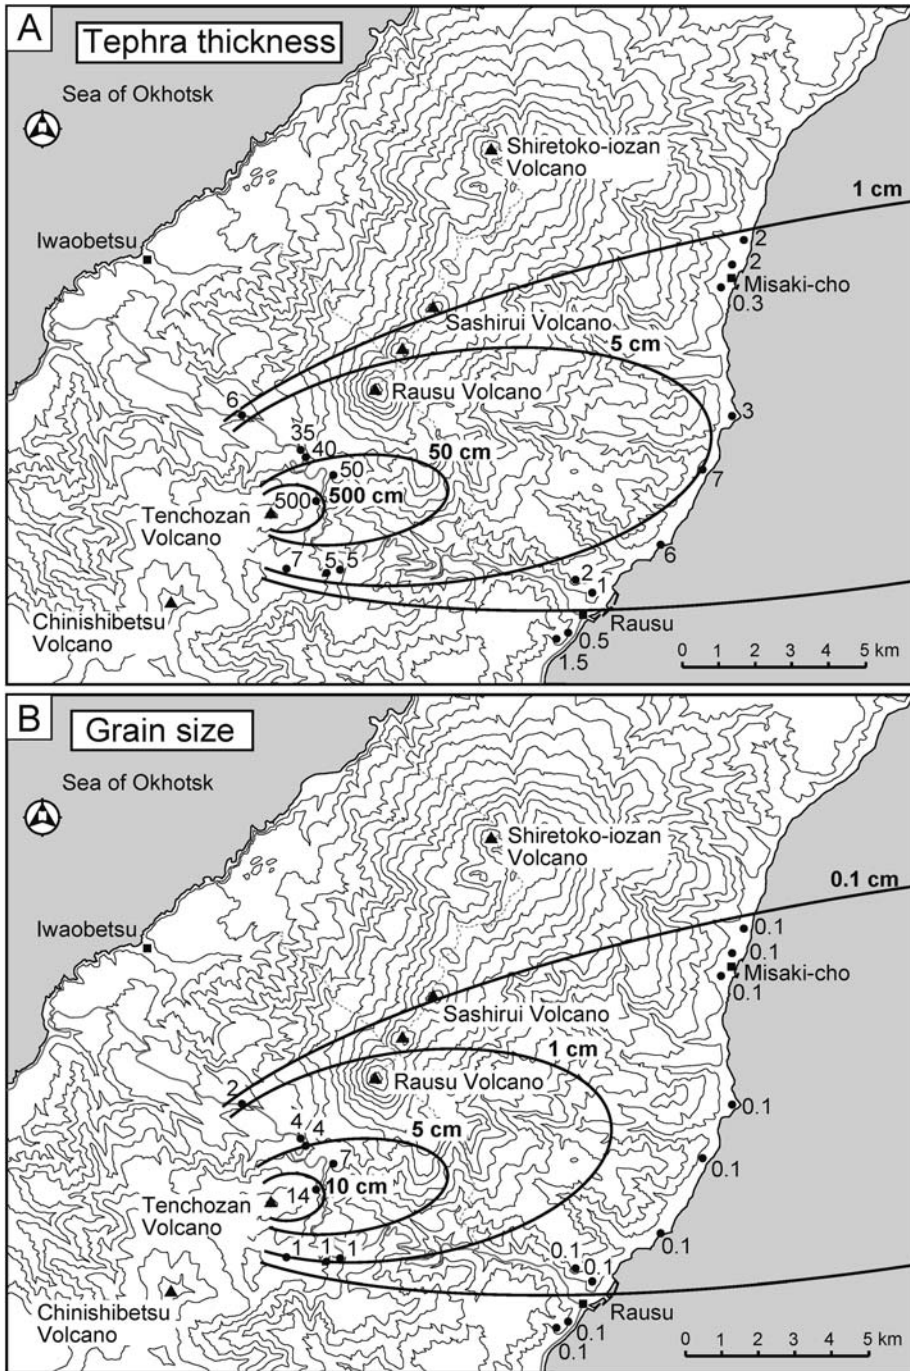 A
Tephra thickness
Sea of Okhotsk
Shiretoko-iozan
Volcano
1 cm
Iwaobetsu
2
2
Misaki-cho
0.3
Sashirui Volcano
5 cm
Rausu Volcano
6
3
35
40
50 cm
50
7
500
500 cm
Tenchozan
Volcano
6
7
5
5
2
1
Chinishibetsu
Volcano
Rausu
0.5
1.5
0 1 2 3 4 5 km
B
Grain size
Sea of Okhotsk
Shiretoko-iozan
Volcano
0.1 cm
Iwaobetsu
0.1
0.1
Misaki-cho
0.1
Sashirui Volcano
1 cm
Rausu Volcano
2
0.1
4
4
5 cm
7
0.1
14
10 cm
Tenchozan
Volcano
0.1
1
1
1
0.1
0.1
Chinishibetsu
Volcano
Rausu
0.1
0.1
0 1 2 3 4 5 km